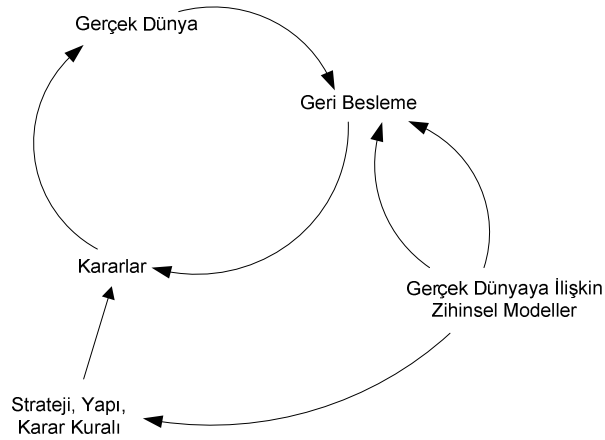 Gerçek Dünya
Geri Besleme
Kararlar
Gerçek Dünyaya İlişkin
Zihinsel Modeller
Strateji, Yapı,
Karar Kuralı